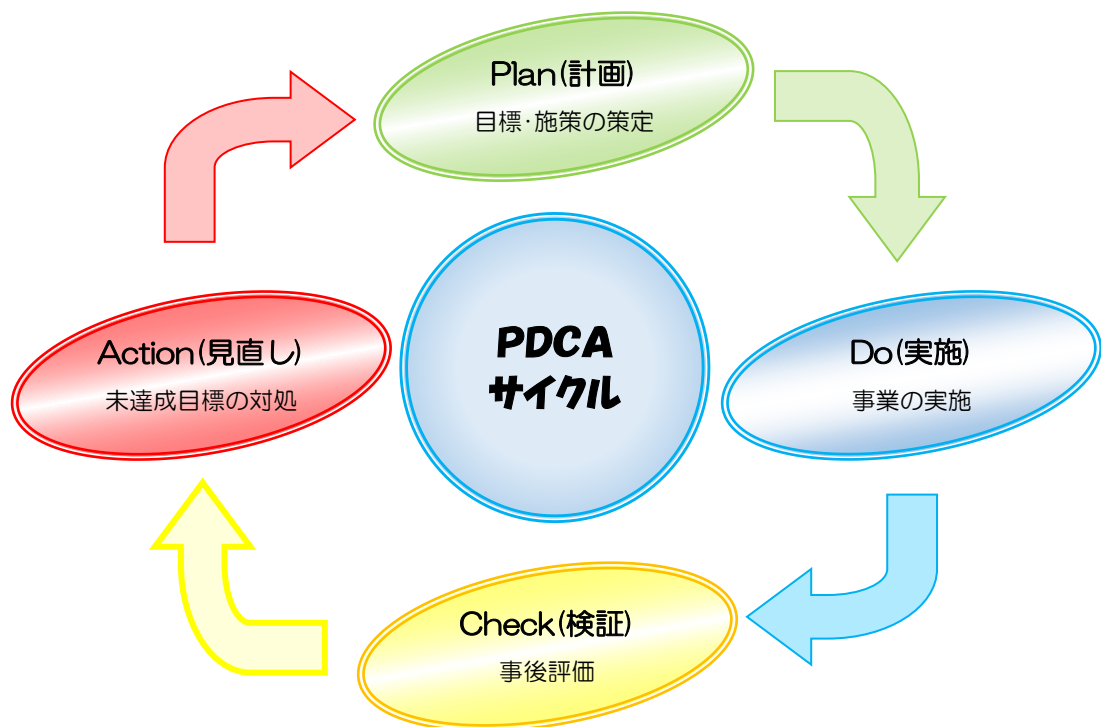 Plan(計画)
目標・施策の策定
Action(見直し)
未達成目標の対処
PDCA
サイクル
Do(実施)
事業の実施
Check(検証)
事後評価